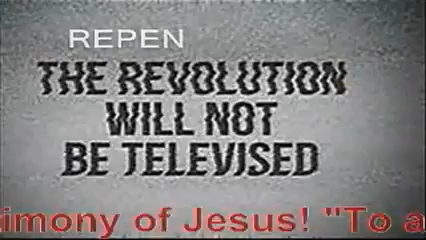 REPEN
THE REVOLUTION
WILL NOT
BE TELEVISED
imony of Jesus! "To a